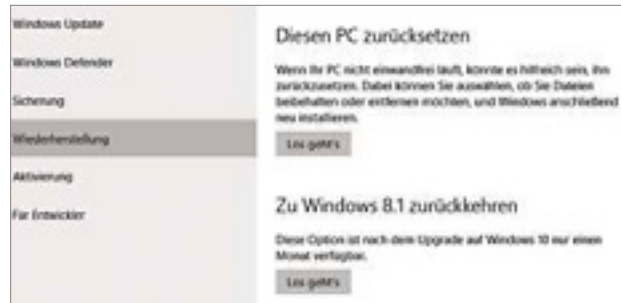 Windows Update
Windows Defender
Sicherung
Wiederherstellung
Aktivierung
Für Entwickler
Diesen PC zurücksetzen
Wenn Ihr PC nicht einwandfrei läuft, könnte es hilfreich sein, ihn
zurückzusetzen. Dabei können Sie auswählen, ob Sie Dateien
beibehalten oder entfernen möchten, und Windows anschließend
neu installieren.
Los geht's
Zu Windows 8.1 zurückkehren
Diese Option ist nach dem Upgrade auf Windows 10 nur einen
Monat verfügbar.
Los geht's